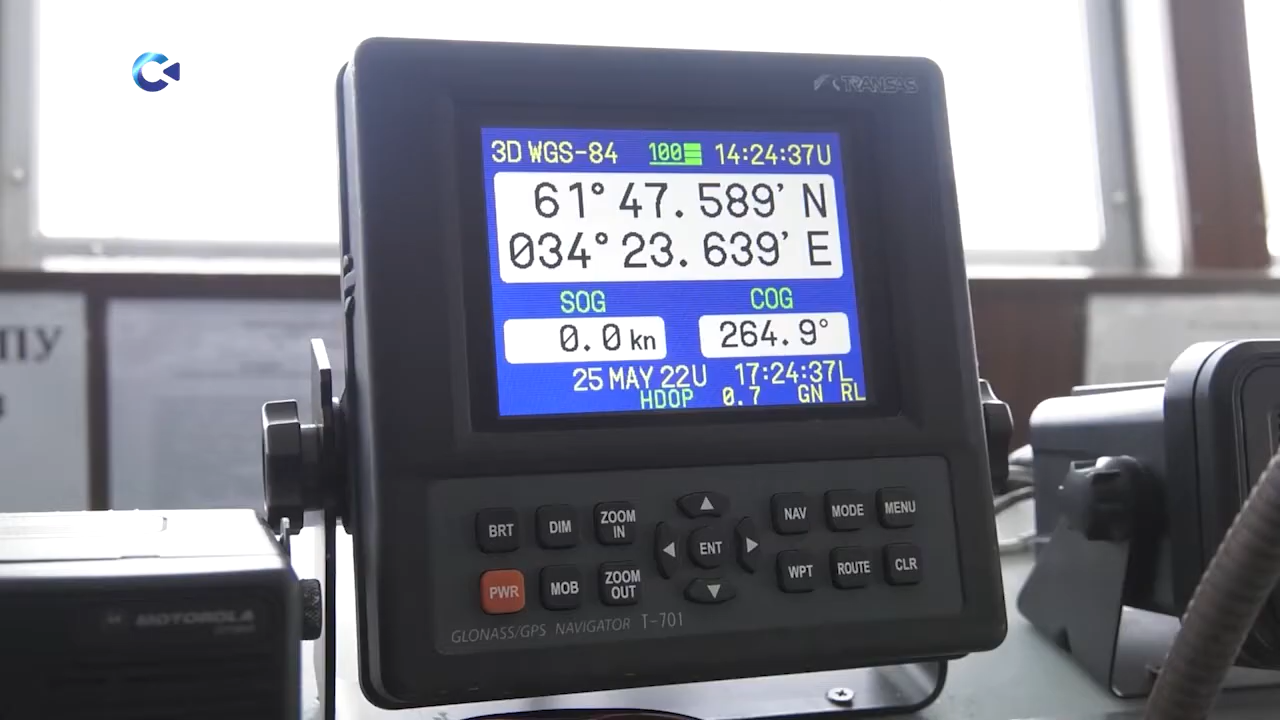 TRANSAS
3D WGS-84 100 14:24:37U
61° 47.589' N
034° 23.639' E
SOG COG
0.0 kn 264.9°
25 MAY 22U 17:24:37L
HDOP 0.7 GN RL
BRT DIM ZOOM IN NAV MODE MENU
ENT
PWR MOB ZOOM OUT WPT ROUTE CLR
GLONASS/GPS NAVIGATOR T-701
MOTOROLA
ПУ